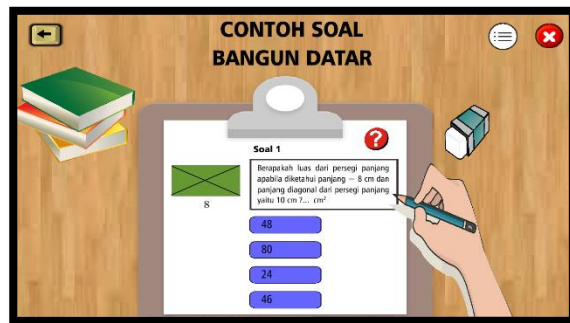 CONTOH SOAL
BANGUN DATAR
Soal 1
?
Berapakah luas dari persegi panjang
apabila diketahui panjang = 8 cm dan
panjang diagonal dari persegi panjang
yaitu 10 cm ?... cm²
8
48
80
24
46